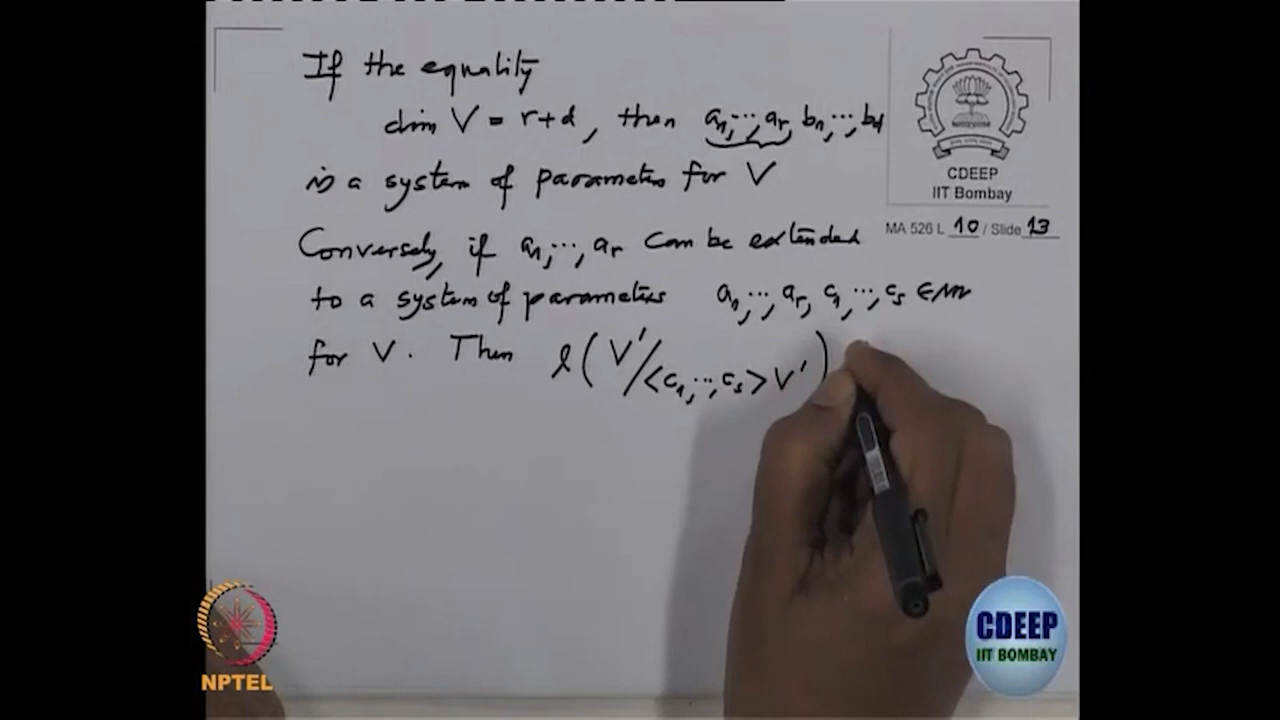 If the equality
dim V = r+d, then a₁,…,aᵣ b₁,…,b_d
is a system of parameters for V
Conversely, if a₁,…,aᵣ can be extended
to a system of parameters a₁,…,aᵣ, c₁,…,cₛ ∈ m
for V. Then ℓ(V'/<c₁,…,cₛ>V')
CDEEP
IIT Bombay
MA 526 L 10 / Slide 13
NPTEL
CDEEP
IIT BOMBAY